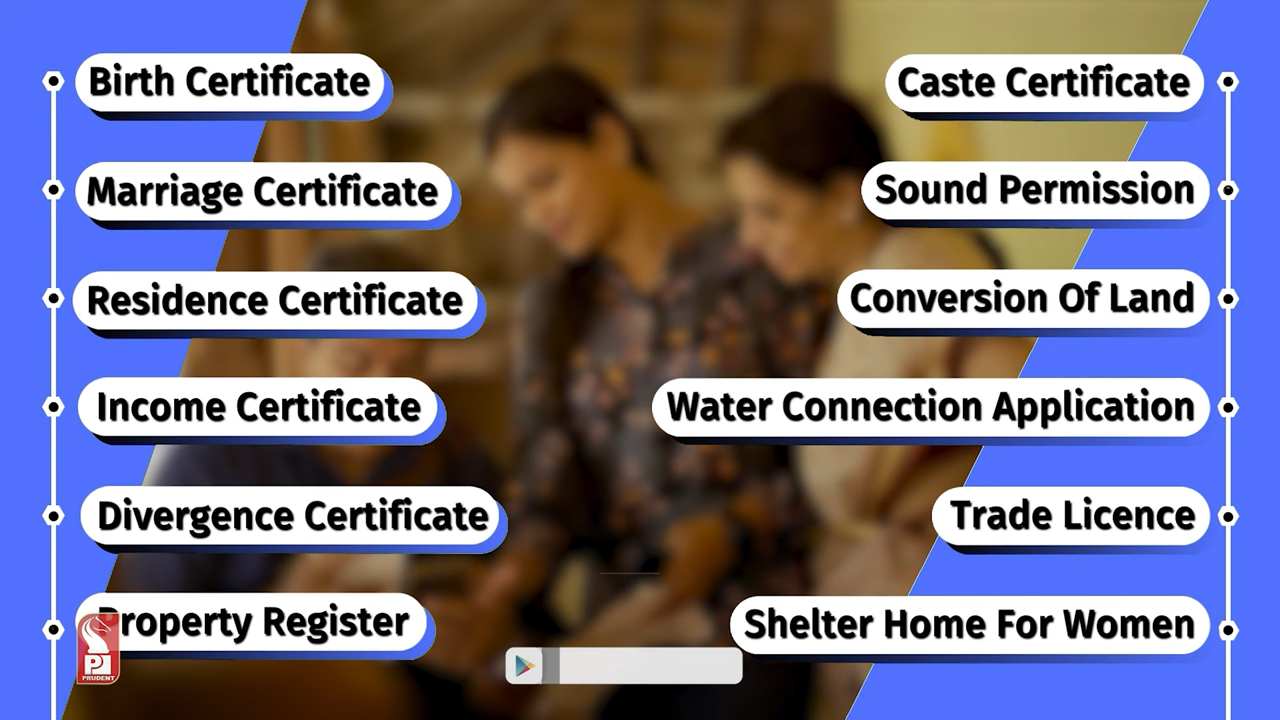 Birth Certificate
Marriage Certificate
Residence Certificate
Income Certificate
Divergence Certificate
Property Register
Caste Certificate
Sound Permission
Conversion Of Land
Water Connection Application
Trade Licence
Shelter Home For Women
PRUDENT